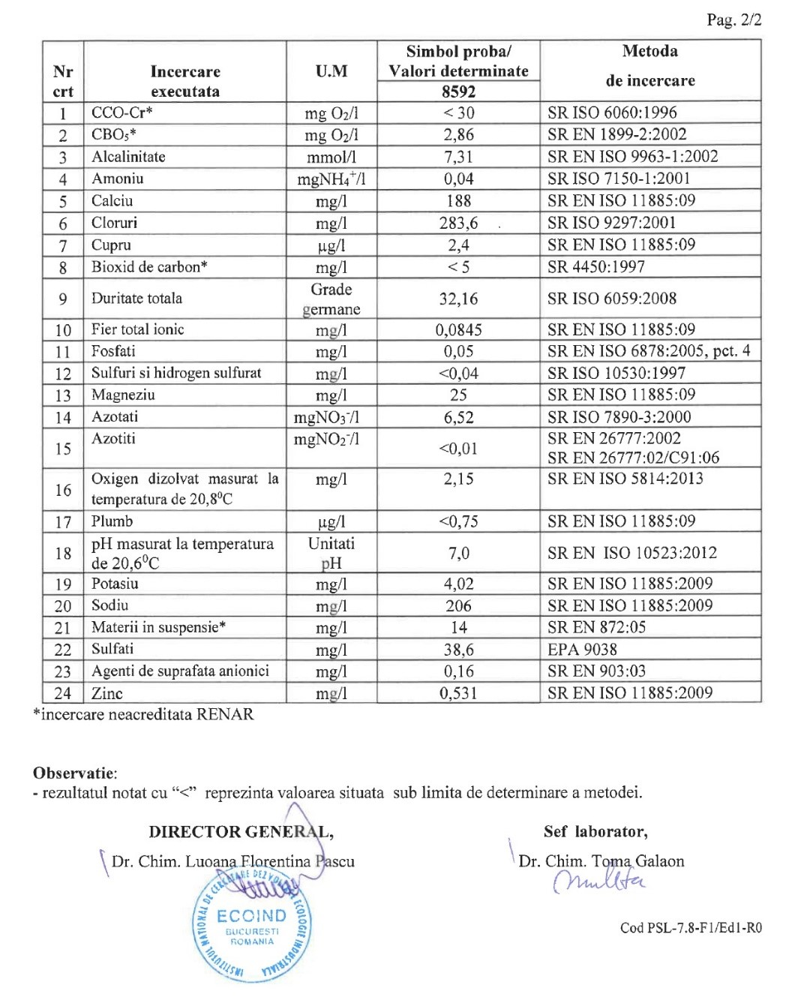 Pag. 2/2
Nr crt | Incercare executata | U.M | Simbol proba/ Valori determinate | Metoda de incercare
8592
1 | CCO-Cr* | mg O₂/l | < 30 | SR ISO 6060:1996
2 | CBO₅* | mg O₂/l | 2,86 | SR EN 1899-2:2002
3 | Alcalinitate | mmol/l | 7,31 | SR EN ISO 9963-1:2002
4 | Amoniu | mgNH₄⁺/l | 0,04 | SR ISO 7150-1:2001
5 | Calciu | mg/l | 188 | SR EN ISO 11885:09
6 | Cloruri | mg/l | 283,6 | SR ISO 9297:2001
7 | Cupru | µg/l | 2,4 | SR EN ISO 11885:09
8 | Bioxid de carbon* | mg/l | < 5 | SR 4450:1997
9 | Duritate totala | Grade germane | 32,16 | SR ISO 6059:2008
10 | Fier total ionic | mg/l | 0,0845 | SR EN ISO 11885:09
11 | Fosfati | mg/l | 0,05 | SR EN ISO 6878:2005, pct. 4
12 | Sulfuri si hidrogen sulfurat | mg/l | <0,04 | SR ISO 10530:1997
13 | Magneziu | mg/l | 25 | SR EN ISO 11885:09
14 | Azotati | mgNO₃⁻/l | 6,52 | SR ISO 7890-3:2000
15 | Azotiti | mgNO₂⁻/l | <0,01 | SR EN 26777:2002 SR EN 26777:02/C91:06
16 | Oxigen dizolvat masurat la temperatura de 20,8⁰C | mg/l | 2,15 | SR EN ISO 5814:2013
17 | Plumb | µg/l | <0,75 | SR EN ISO 11885:09
18 | pH masurat la temperatura de 20,6⁰C | Unitati pH | 7,0 | SR EN ISO 10523:2012
19 | Potasiu | mg/l | 4,02 | SR EN ISO 11885:2009
20 | Sodiu | mg/l | 206 | SR EN ISO 11885:2009
21 | Materii in suspensie* | mg/l | 14 | SR EN 872:05
22 | Sulfati | mg/l | 38,6 | EPA 9038
23 | Agenti de suprafata anionici | mg/l | 0,16 | SR EN 903:03
24 | Zinc | mg/l | 0,531 | SR EN ISO 11885:2009
*incercare neacreditata RENAR
Observatie:
- rezultatul notat cu “<” reprezinta valoarea situata sub limita de determinare a metodei.
DIRECTOR GENERAL,
Dr. Chim. Luoana Florentina Pascu
Sef laborator,
Dr. Chim. Toma Galaon
INSTITUTUL NATIONAL DE CERCETARE DEZVOLTARE ECOLOGIE INDUSTRIALA
ECOIND
BUCURESTI
ROMANIA
Cod PSL-7.8-F1/Ed1-R0